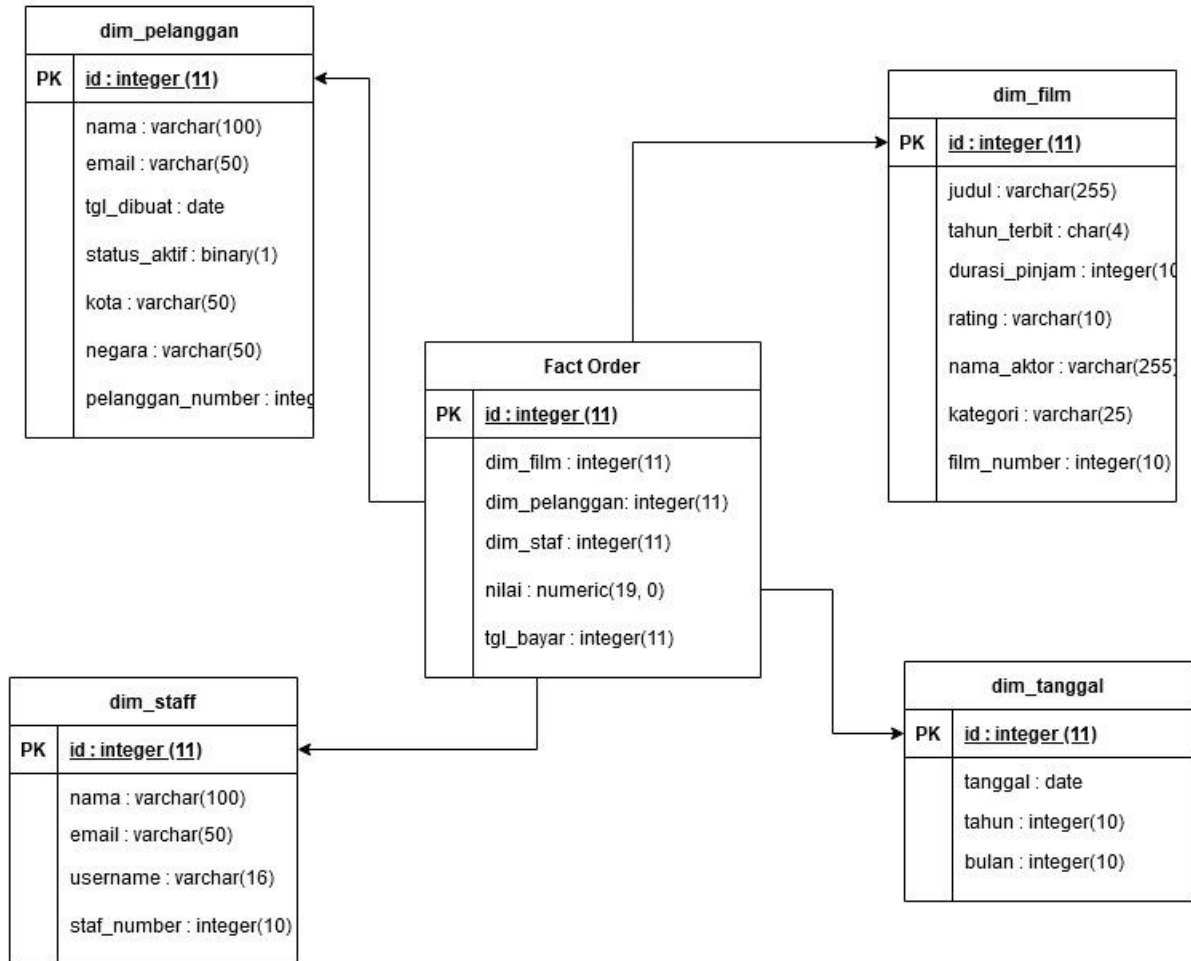 dim_pelanggan
PK id : integer (11)
nama : varchar(100)
email : varchar(50)
tgl_dibuat : date
status_aktif : binary(1)
kota : varchar(50)
negara : varchar(50)
pelanggan_number : integ
dim_film
PK id : integer (11)
judul : varchar(255)
tahun_terbit : char(4)
durasi_pinjam : integer(10
rating : varchar(10)
nama_aktor : varchar(255)
kategori : varchar(25)
film_number : integer(10)
Fact Order
PK id : integer (11)
dim_film : integer(11)
dim_pelanggan: integer(11)
dim_staf : integer(11)
nilai : numeric(19, 0)
tgl_bayar : integer(11)
dim_staff
PK id : integer (11)
nama : varchar(100)
email : varchar(50)
username : varchar(16)
staf_number : integer(10)
dim_tanggal
PK id : integer (11)
tanggal : date
tahun : integer(10)
bulan : integer(10)